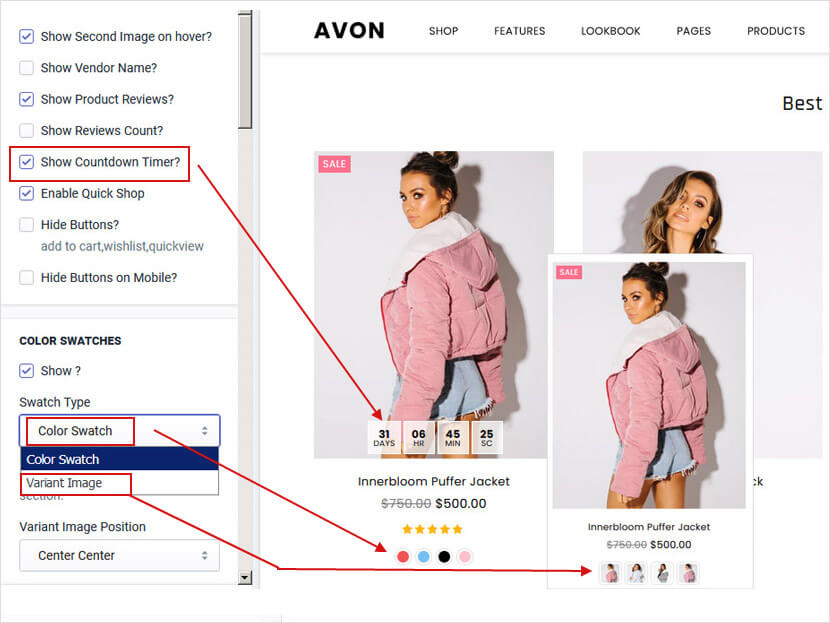 Show Second Image on hover?
Show Vendor Name?
Show Product Reviews?
Show Reviews Count?
Show Countdown Timer?
Enable Quick Shop
Hide Buttons?
add to cart,wishlist,quickview
Hide Buttons on Mobile?
COLOR SWATCHES
Show ?
Swatch Type
Color Swatch
Color Swatch
Variant Image
section.
Variant Image Position
Center Center
AVON
SHOP
FEATURES
LOOKBOOK
PAGES
PRODUCTS
Best
SALE
31 06 45 25
DAYS HR MIN SC
Innerbloom Puffer Jacket
$750.00 $500.00
SALE
Innerbloom Puffer Jacket
$750.00 $500.00
ck